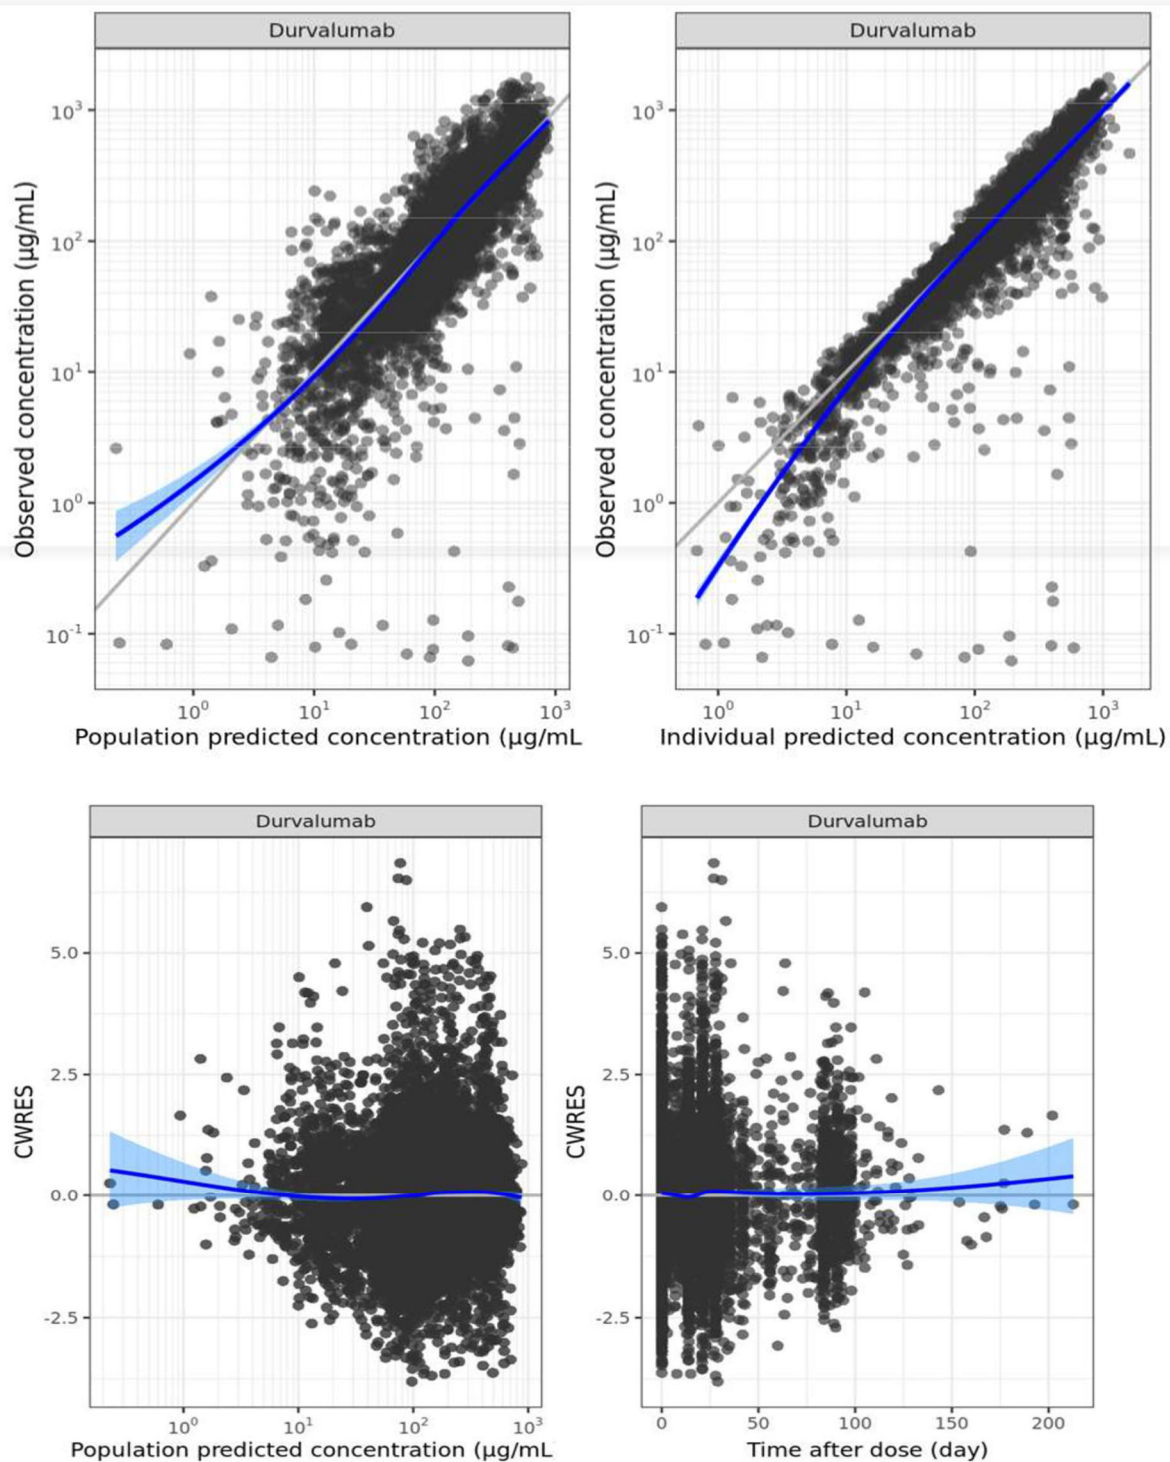 Durvalumab
Durvalumab
Observed concentration (µg/mL)
10³
10²
10¹
10⁰
10⁻¹
10⁰ 10¹ 10² 10³
Population predicted concentration (µg/mL
Observed concentration (µg/mL)
10³
10²
10¹
10⁰
10⁻¹
10⁰ 10¹ 10² 10³
Individual predicted concentration (µg/mL)
Durvalumab
Durvalumab
CWRES
5.0
2.5
0.0
-2.5
10⁰ 10¹ 10² 10³
Population predicted concentration (µg/mL
CWRES
5.0
2.5
0.0
-2.5
0 50 100 150 200
Time after dose (day)